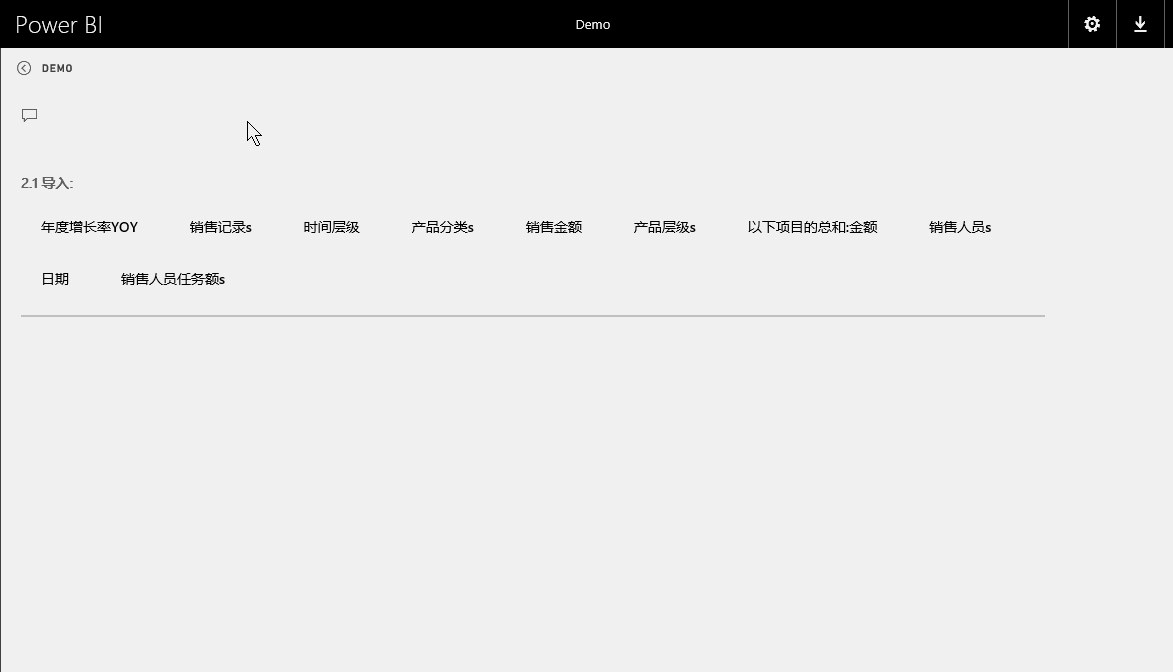 Power BI
Demo
DEMO
2.1 导入:
年度增长率YOY 销售记录s 时间层级 产品分类s 销售金额 产品层级s 以下项目的总和:金额 销售人员s
日期 销售人员任务额s